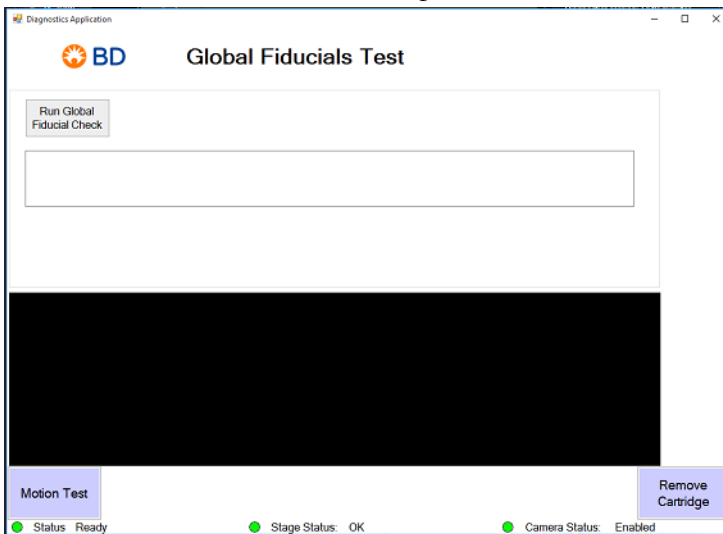 Diagnostics Application
BD
Global Fiducials Test
Run Global
Fiducial Check
Motion Test
Remove
Cartridge
Status Ready
Stage Status: OK
Camera Status: Enabled